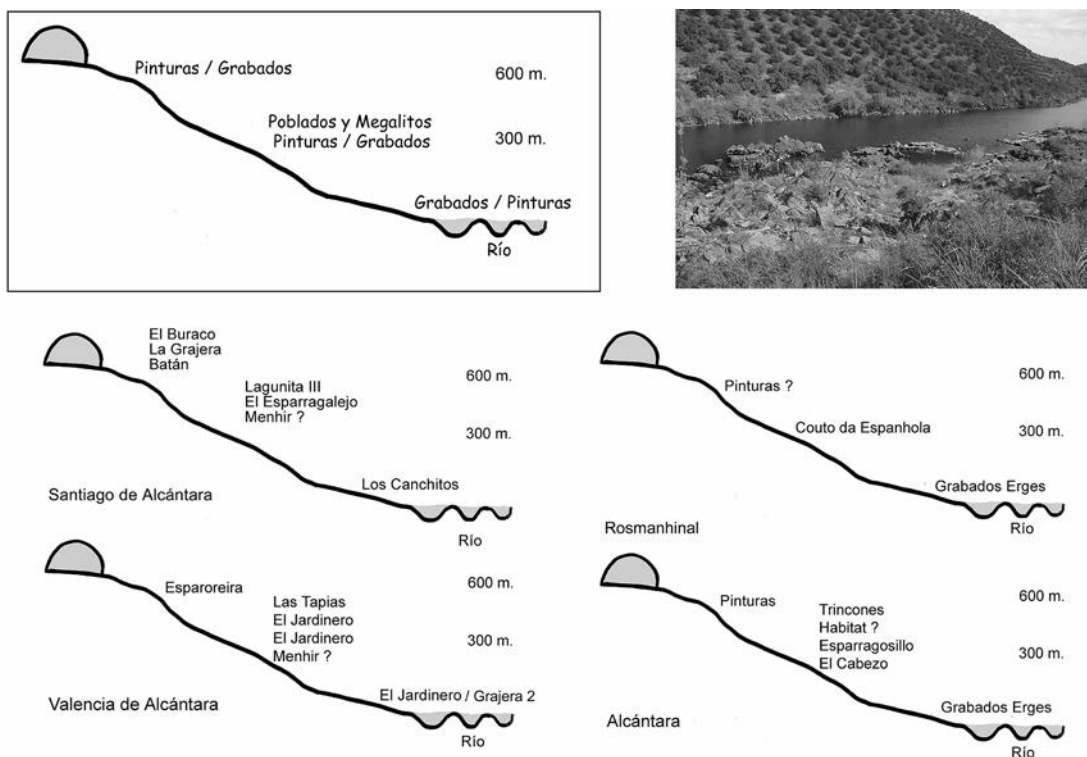 Pinturas / Grabados
600 m.
Poblados y Megalitos
Pinturas / Grabados
300 m.
Grabados / Pinturas
Río
El Buraco
La Grajera
Batán
600 m.
Lagunita III
El Esparragalejo
Menhir ?
300 m.
Los Canchitos
Santiago de Alcántara
Río
600 m.
Pinturas ?
Couto da Espanhola
300 m.
Grabados Erges
Río
Rosmanhinal
Esparoreira
600 m.
Las Tapias
El Jardinero
El Jardinero
Menhir ?
300 m.
El Jardinero / Grajera 2
Valencia de Alcántara
Río
Pinturas
600 m.
Trincones
Habitat ?
Esparragosillo
El Cabezo
300 m.
Grabados Erges
Alcántara
Río